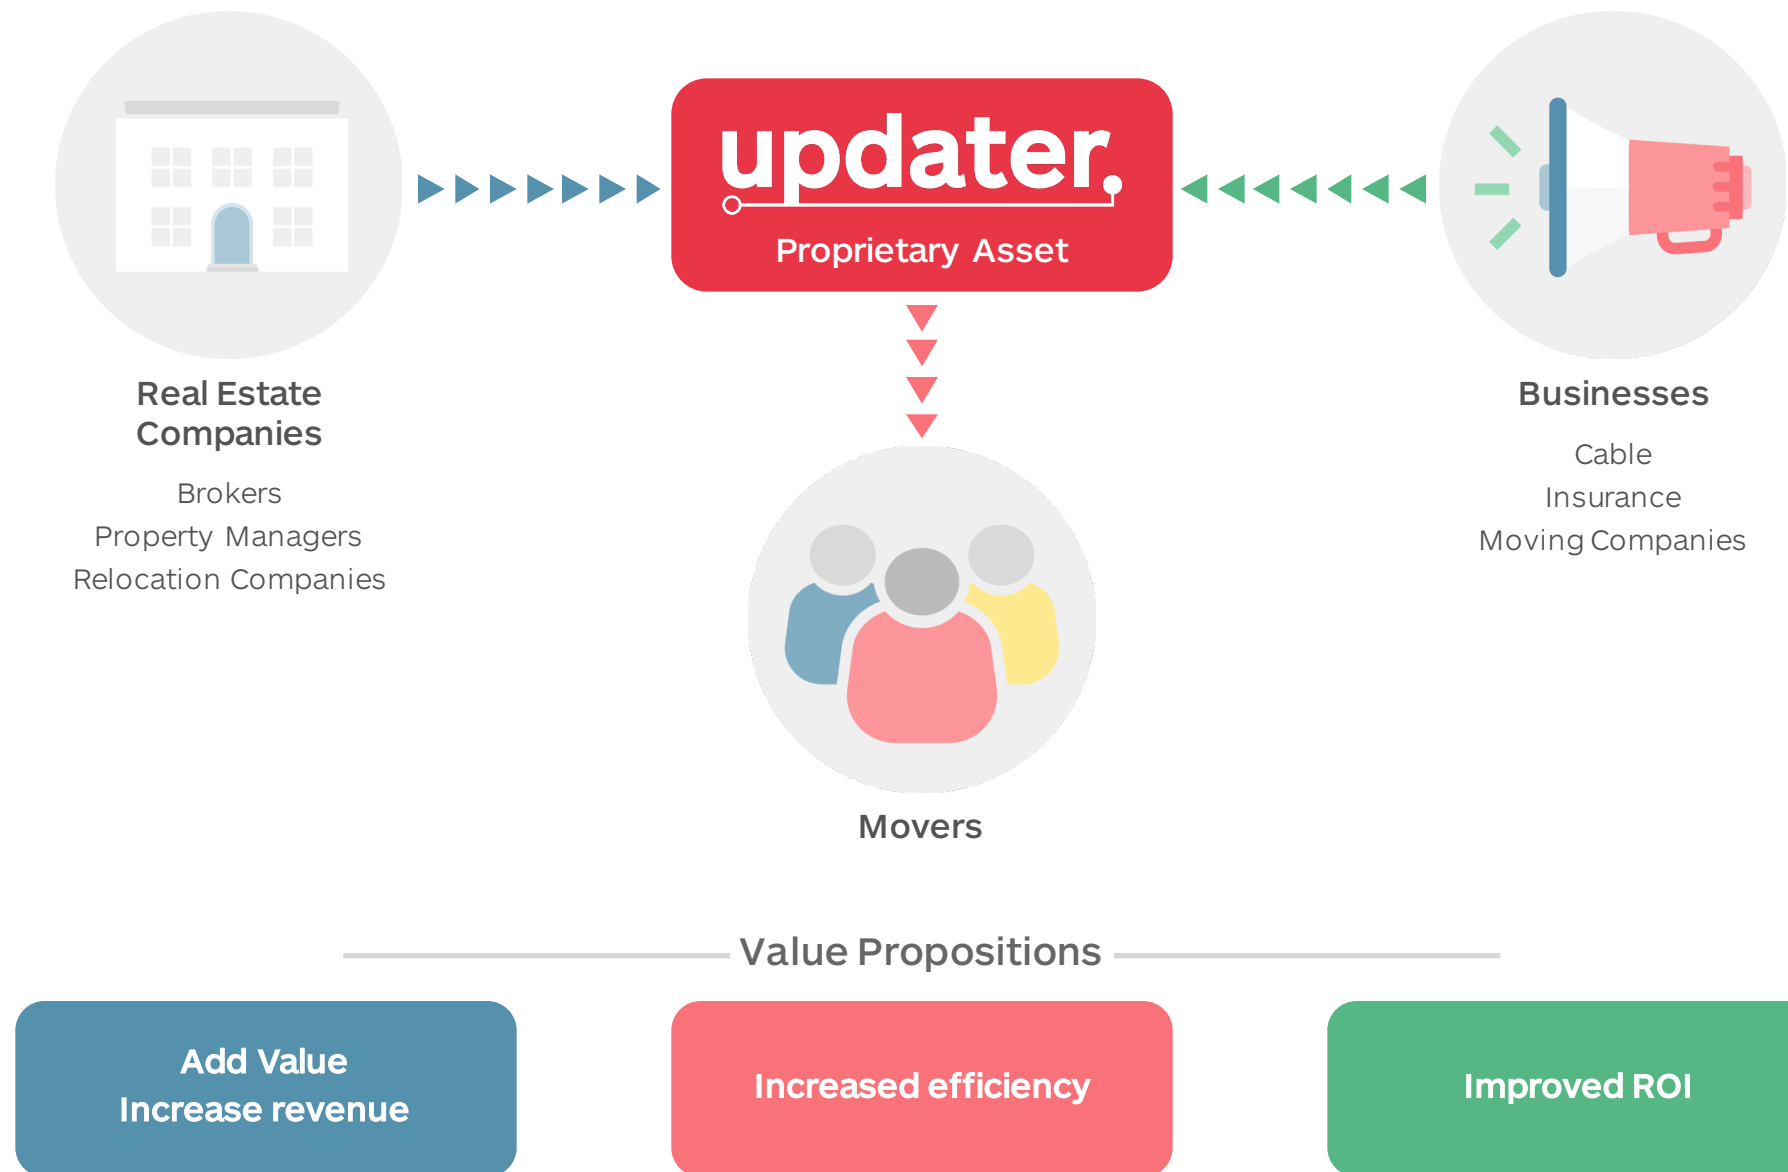 updater.
Proprietary Asset
Real Estate
Companies
Brokers
Property Managers
Relocation Companies
Businesses
Cable
Insurance
Moving Companies
Movers
Value Propositions
Add Value
Increase revenue
Increased efficiency
Improved ROI